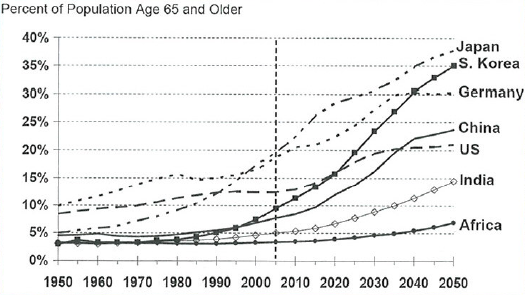 Percent of Population Age 65 and Older
40%
35%
30%
25%
20%
15%
10%
5%
0%
Japan
S. Korea
Germany
China
US
India
Africa
1950 1960 1970 1980 1990 2000 2010 2020 2030 2040 2050